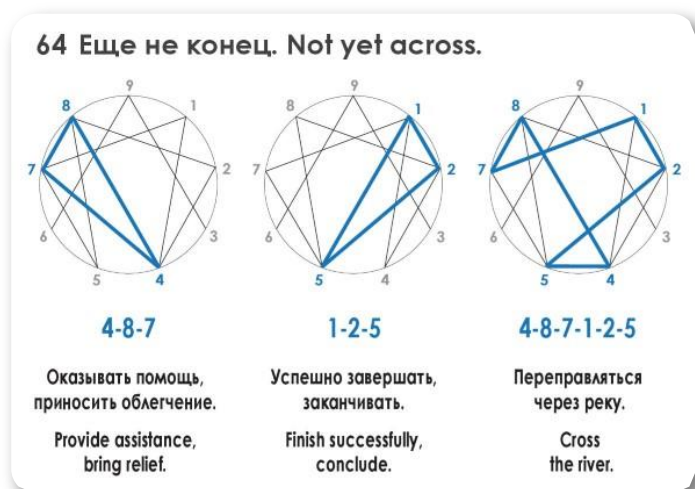 64 Еще не конец. Not yet across.
9
8
1
7
2
6
3
5
4
9
8
1
7
2
6
3
5
4
9
8
1
7
2
6
3
5
4
4-8-7
1-2-5
4-8-7-1-2-5
Оказывать помощь,
приносить облегчение.
Provide assistance,
bring relief.
Успешно завершать,
заканчивать.
Finish successfully,
conclude.
Переправляться
через реку.
Cross
the river.